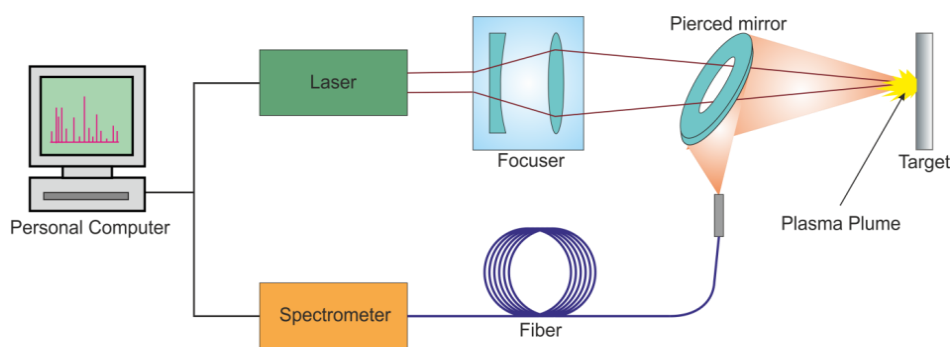 Pierced mirror
Laser
Focuser
Target
Personal Computer
Plasma Plume
Spectrometer
Fiber